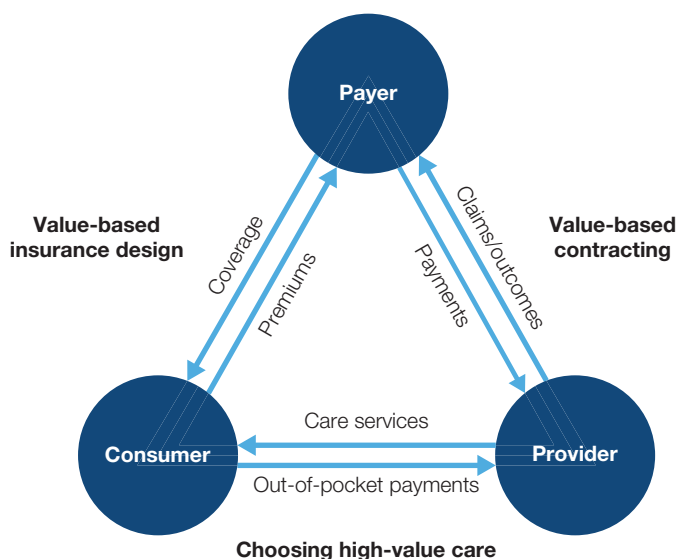 Payer
Value-based
insurance design
Coverage
Premiums
Payments
Claims/outcomes
Value-based
contracting
Consumer
Care services
Out-of-pocket payments
Provider
Choosing high-value care